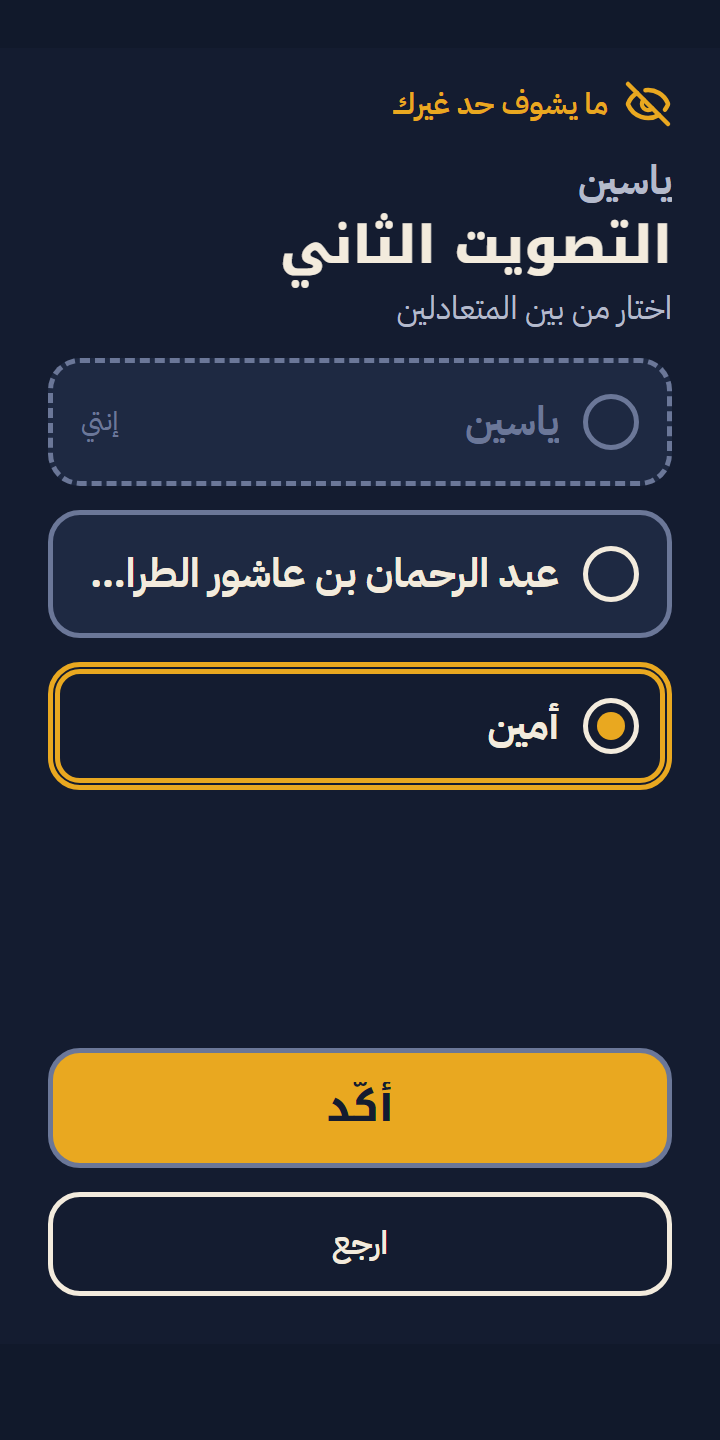 ما يشوف حد غيرك
ياسين
التصويت الثاني
اختار من بين المتعادلين
ياسين
إنتي
عبد الرحمان بن عاشور الطرا...
أمين
أكّد
ارجع